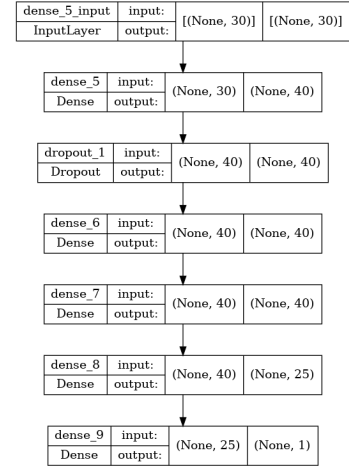 dense_5_input input: [(None, 30)] [(None, 30)]
InputLayer output:
dense_5 input: (None, 30) (None, 40)
Dense output:
dropout_1 input: (None, 40) (None, 40)
Dropout output:
dense_6 input: (None, 40) (None, 40)
Dense output:
dense_7 input: (None, 40) (None, 40)
Dense output:
dense_8 input: (None, 40) (None, 25)
Dense output:
dense_9 input: (None, 25) (None, 1)
Dense output: